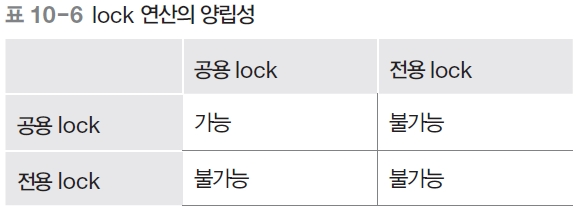 표 10-6 lock 연산의 양립성
공용 lock 전용 lock
공용 lock 가능 불가능
전용 lock 불가능 불가능